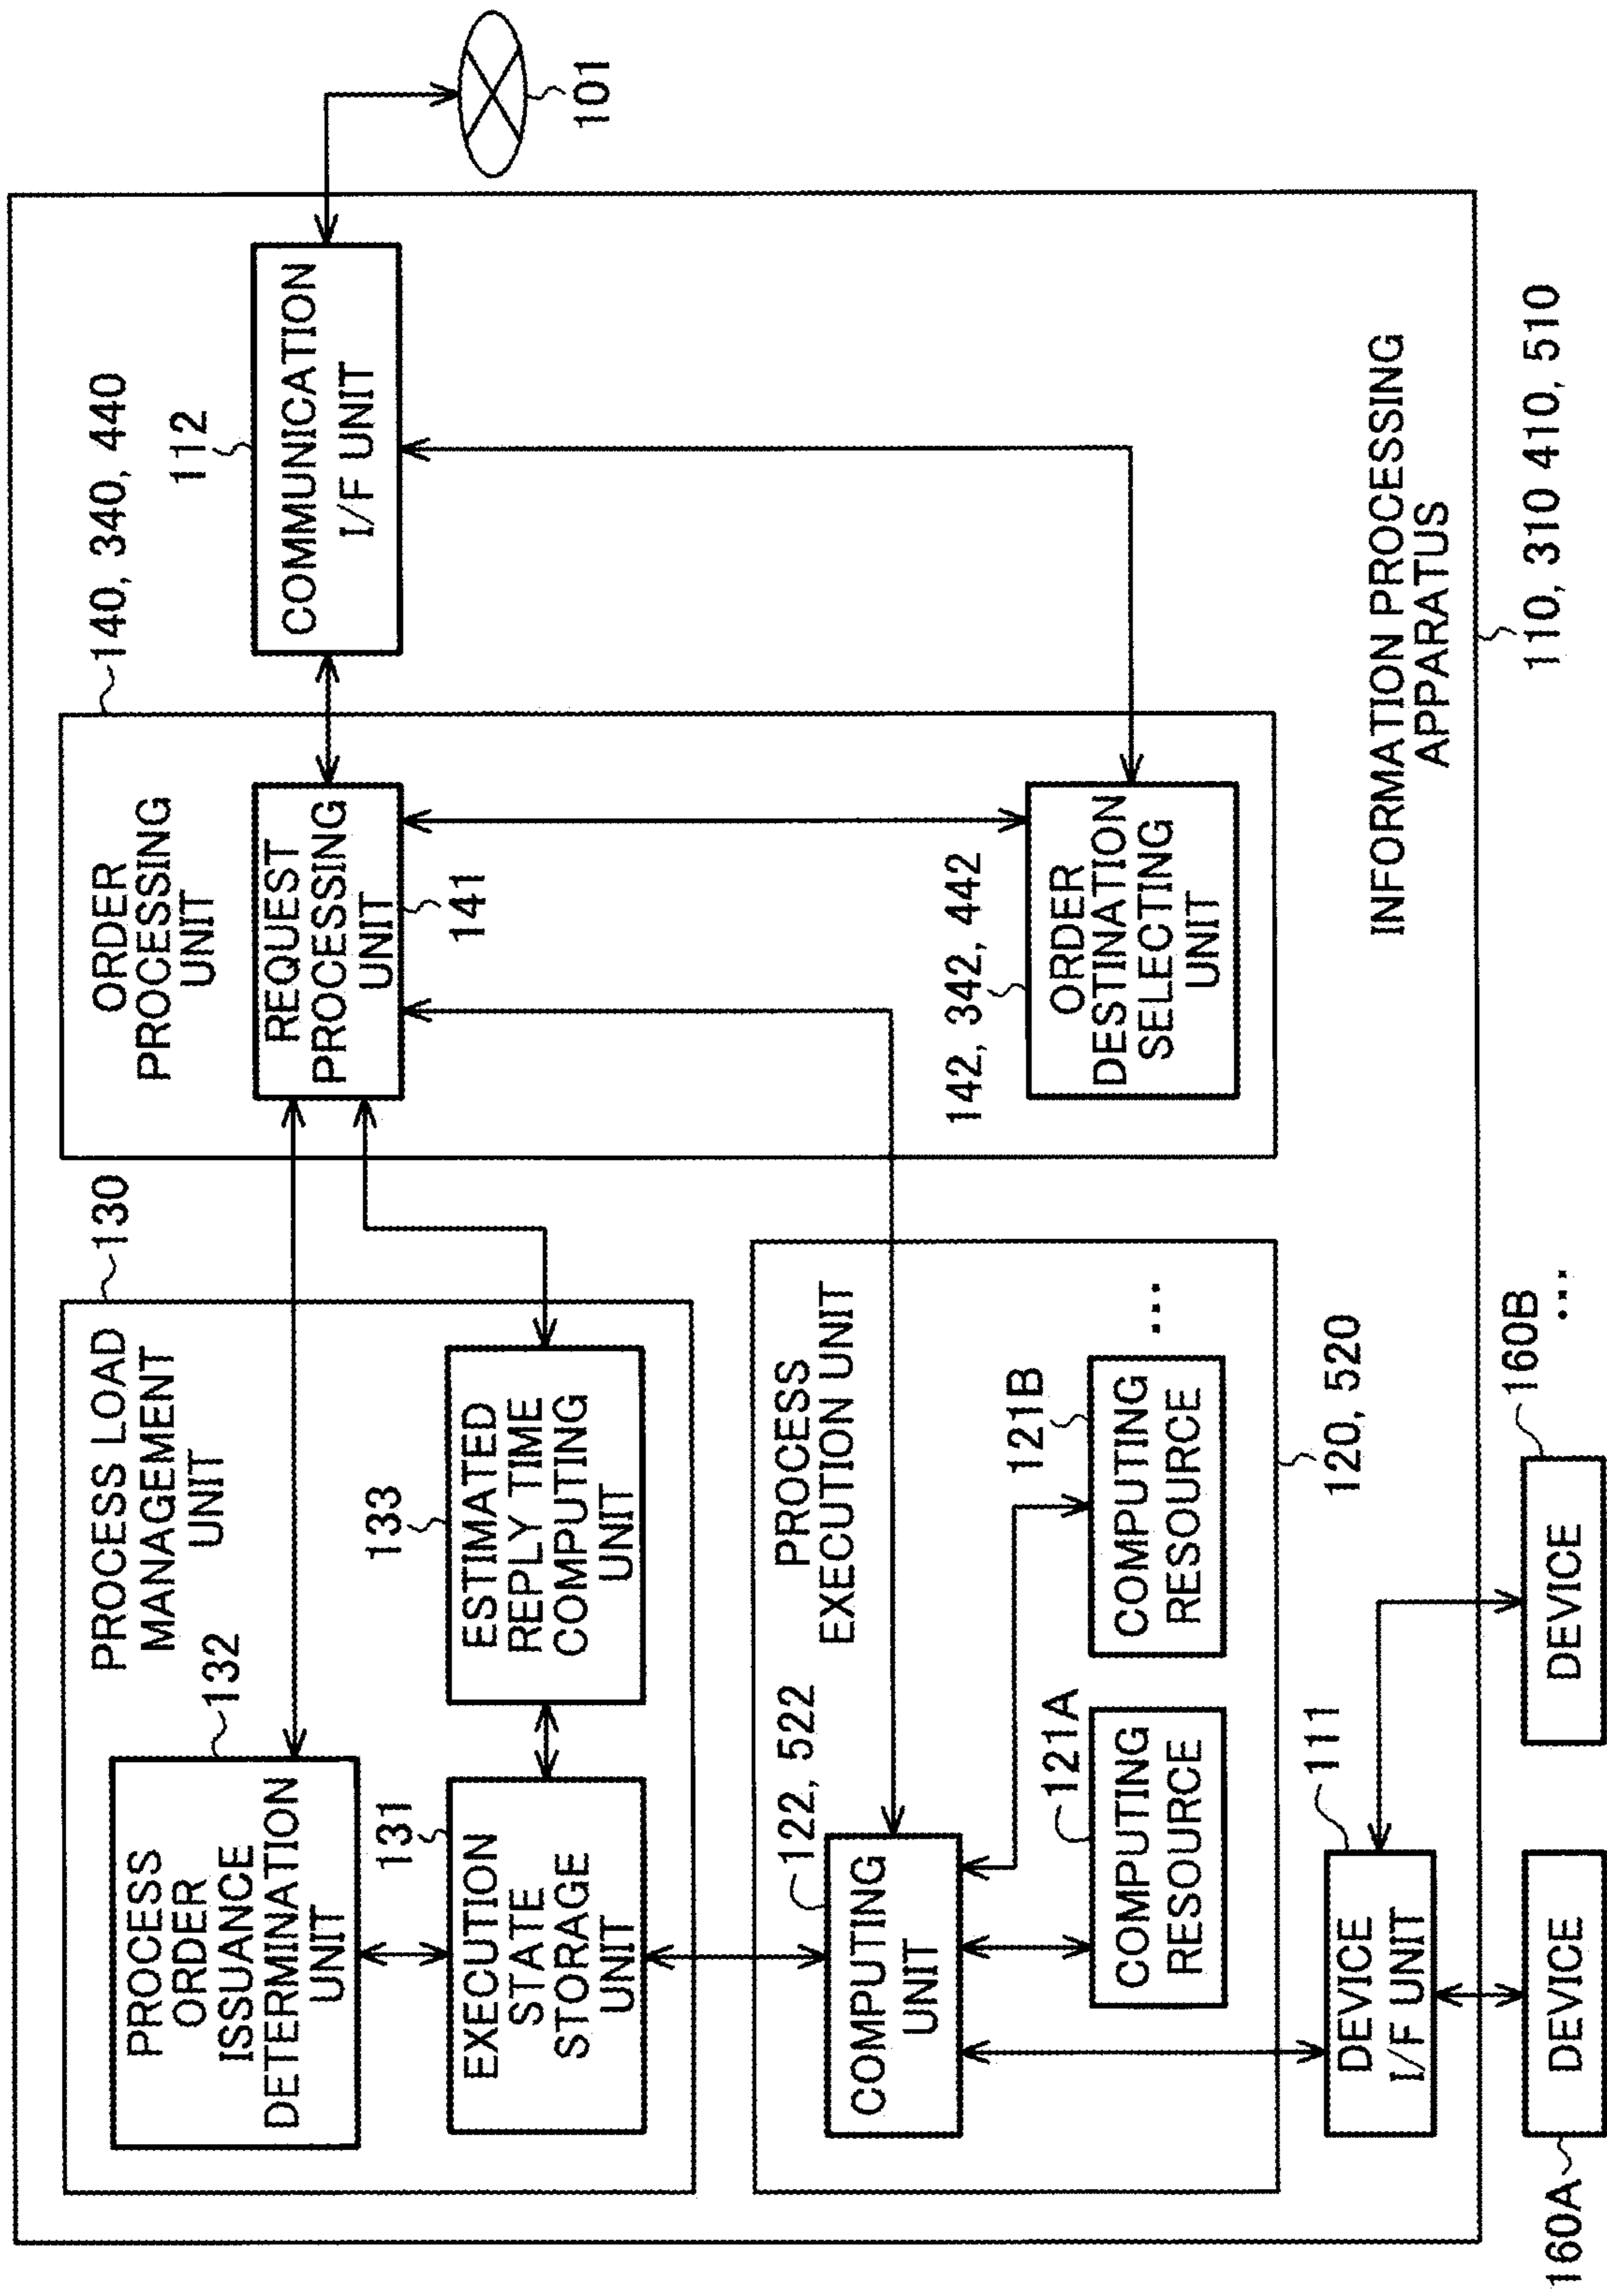 PROCESS LOAD
MANAGEMENT
UNIT
130
132
PROCESS
ORDER
ISSUANCE
DETERMINATION
UNIT
131
EXECUTION
STATE
STORAGE
UNIT
133
ESTIMATED
REPLY TIME
COMPUTING
UNIT
ORDER
PROCESSING
UNIT
140, 340, 440
REQUEST
PROCESSING
UNIT
141
142, 342, 442
ORDER
DESTINATION
SELECTING
UNIT
112
COMMUNICATION
I/F UNIT
101
PROCESS
EXECUTION UNIT
122, 522
COMPUTING
UNIT
121A
COMPUTING
RESOURCE
121B
COMPUTING
RESOURCE
...
120, 520
111
DEVICE
I/F UNIT
INFORMATION PROCESSING
APPARATUS
110, 310 410, 510
160A
DEVICE
160B
DEVICE
...